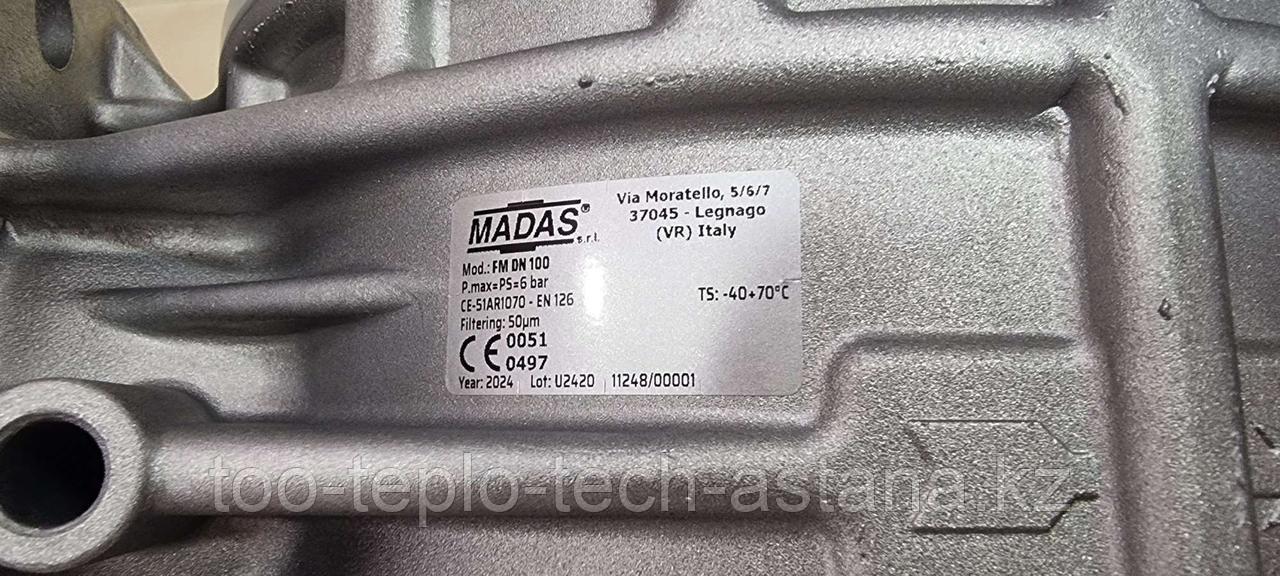 MADAS®
s.r.l.
Via Moratello, 5/6/7
37045 - Legnago
(VR) Italy
Mod.: FM DN 100
P.max=PS=6 bar
CE-51AR1070 - EN 126
TS: -40+70°C
Filtering: 50µm
CE 0051
0497
Year: 2024 Lot: U2420 11248/00001
too-teplo-tech-astana.kz